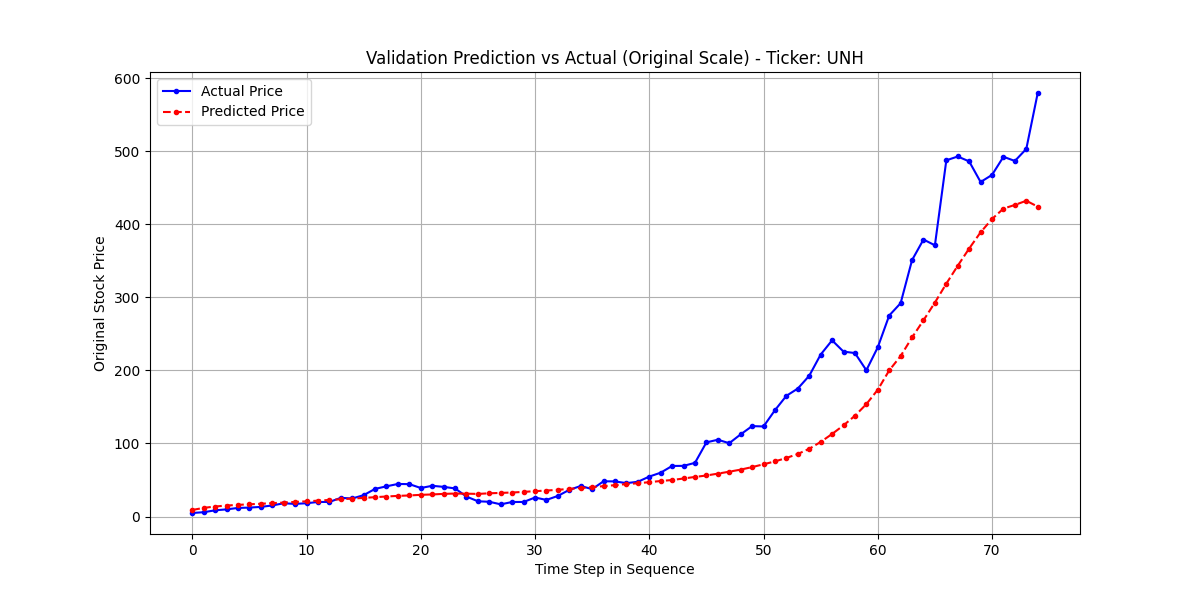 Validation Prediction vs Actual (Original Scale) - Ticker: UNH
Actual Price
Predicted Price
Original Stock Price
600
500
400
300
200
100
0
0 10 20 30 40 50 60 70
Time Step in Sequence